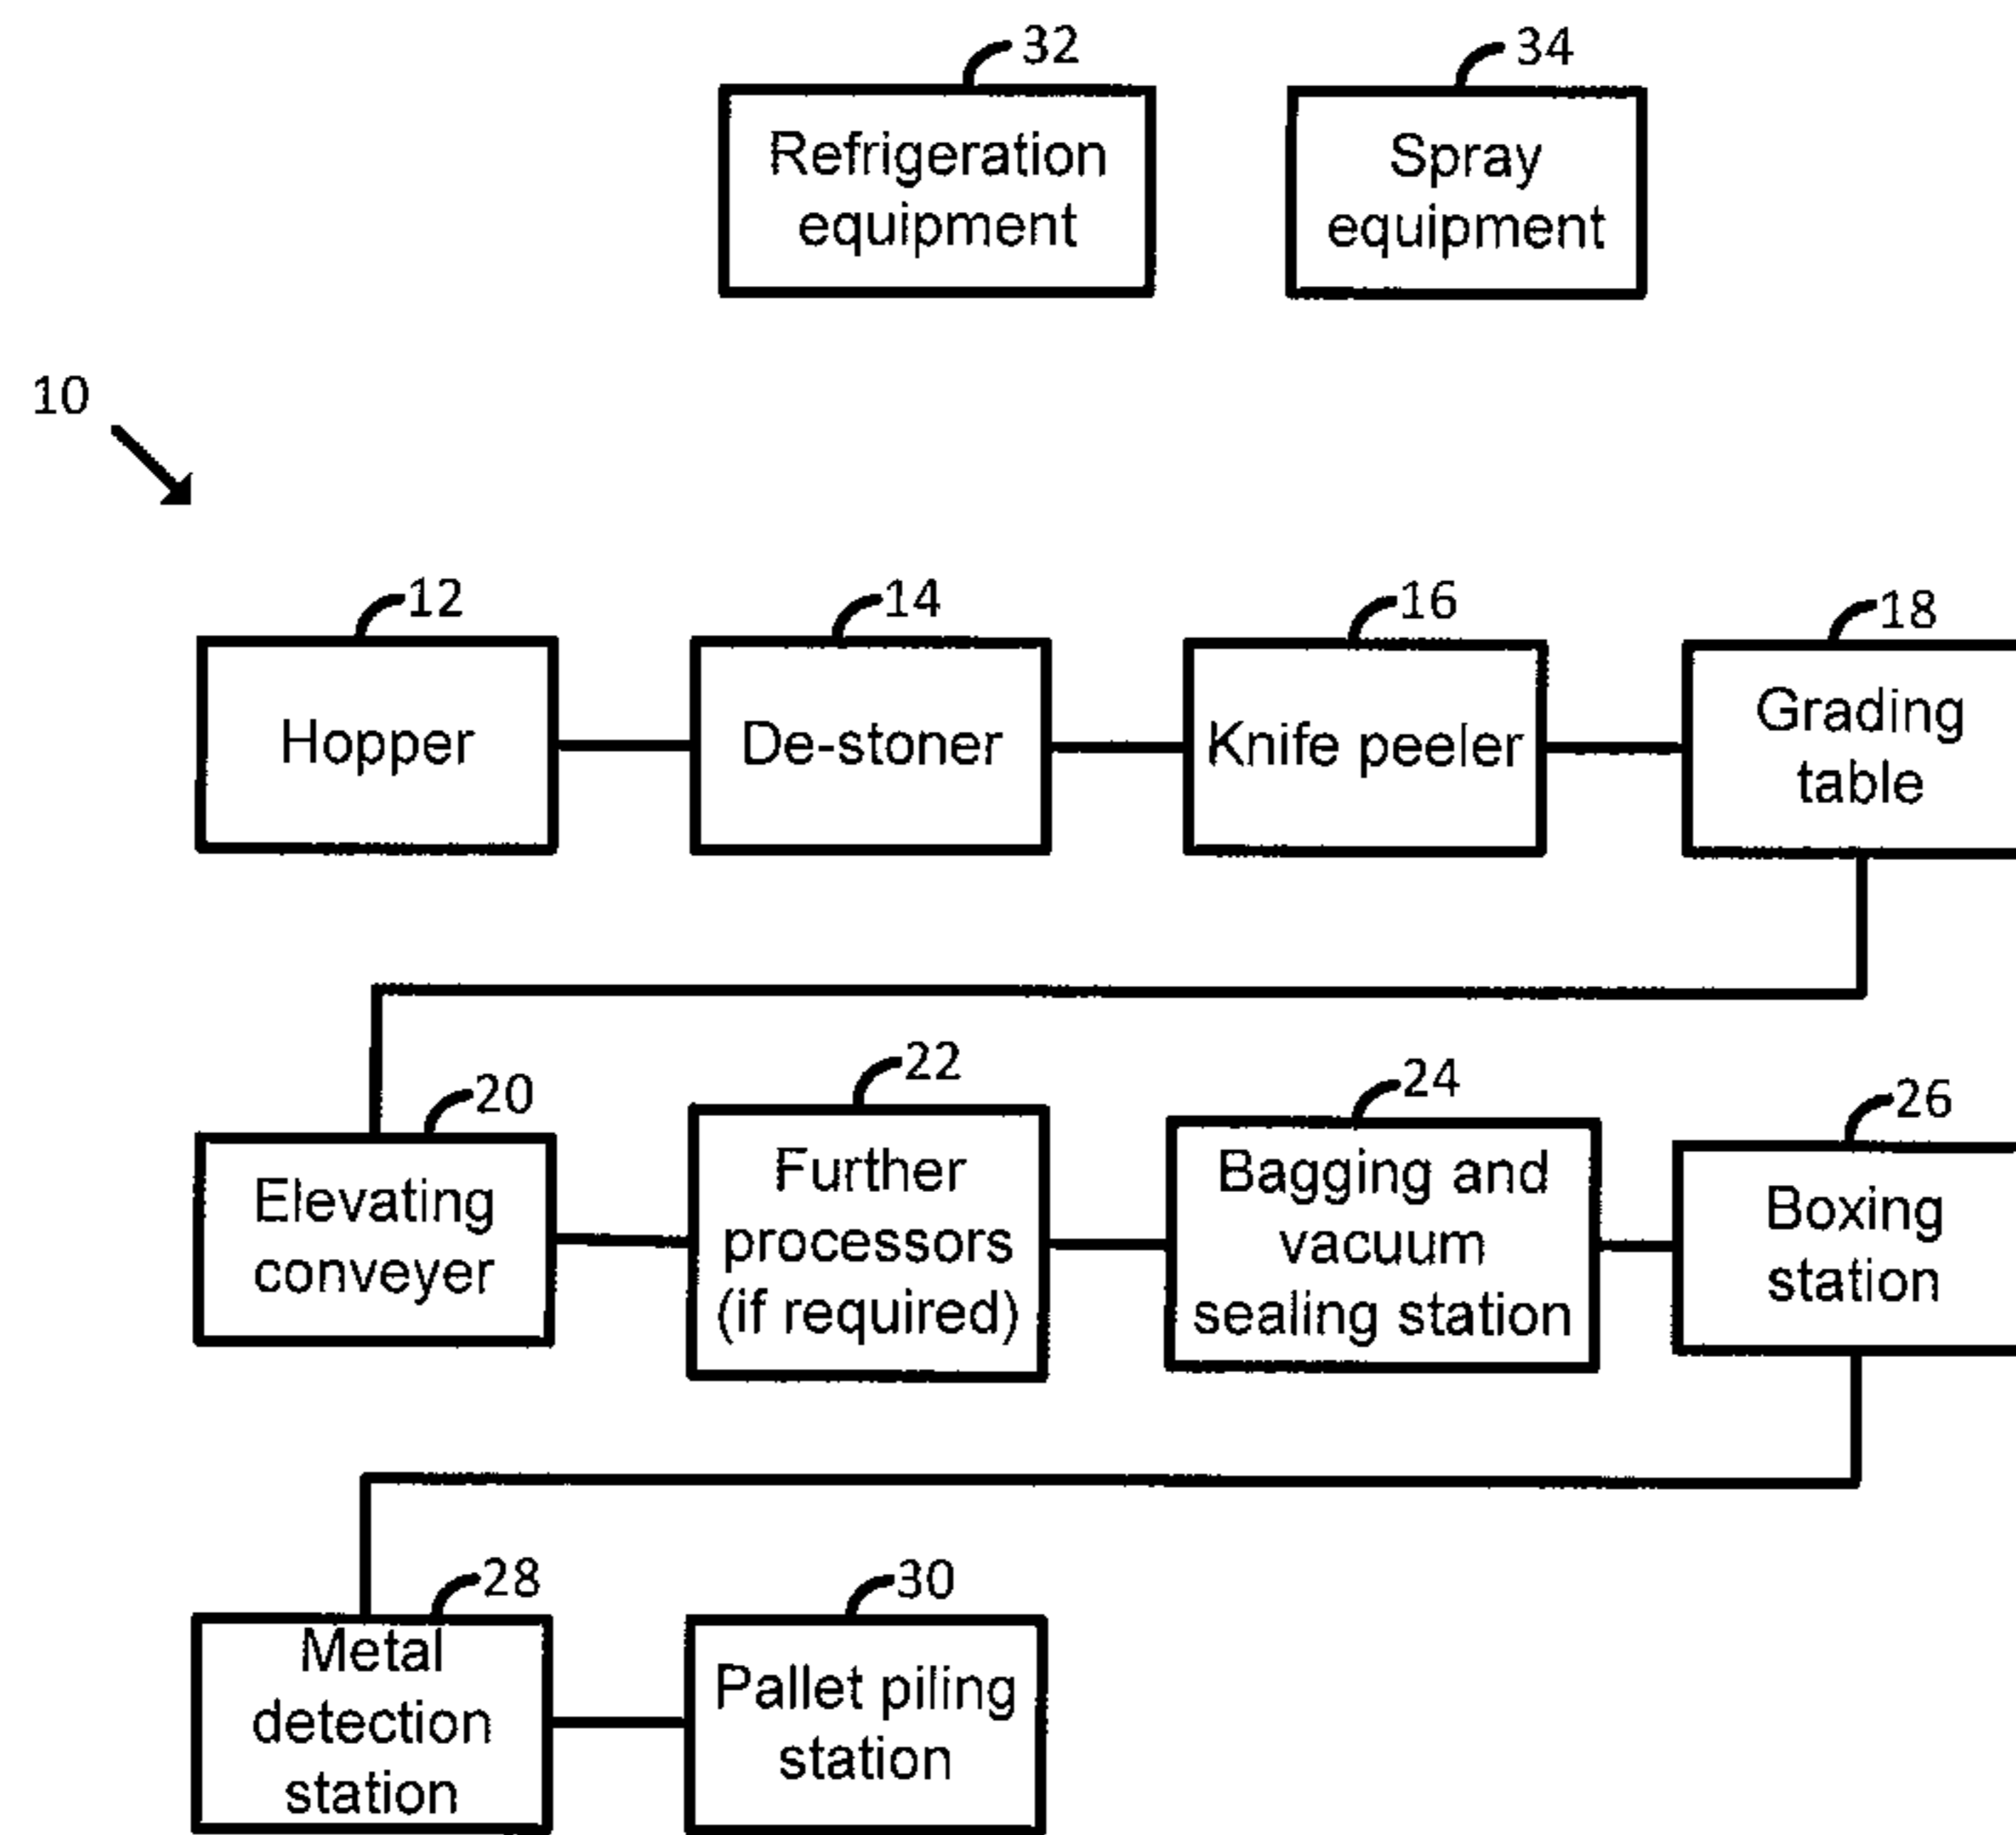 32
34
Refrigeration
equipment
Spray
equipment
10
12
14
16
18
Hopper
De-stoner
Knife peeler
Grading
table
20
22
24
26
Elevating
conveyer
Further
processors
(if required)
Bagging and
vacuum
sealing station
Boxing
station
28
30
Metal
detection
station
Pallet piling
station